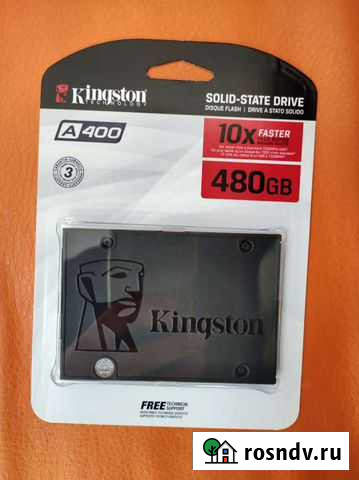 Kingston
TECHNOLOGY
SOLID-STATE DRIVE
DISQUE FLASH | DRIVE A STATO SOLIDO
A400
10x FASTER
3
480GB
Kingston
FREE TECHNICAL SUPPORT
rosndv.ru